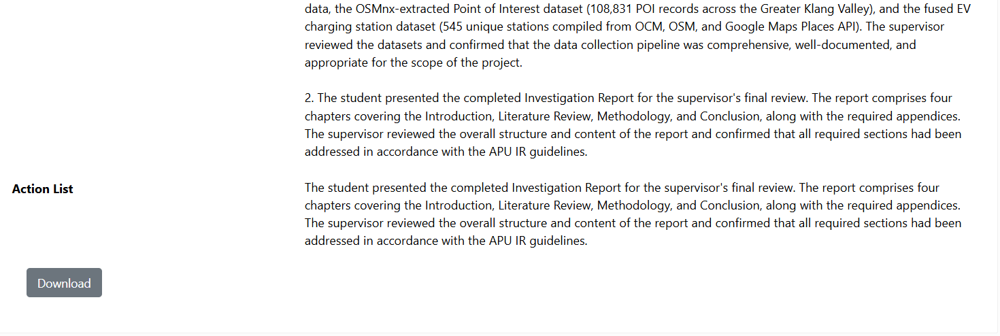 data, the OSMnx-extracted Point of Interest dataset (108,831 POI records across the Greater Klang Valley), and the fused EV
charging station dataset (545 unique stations compiled from OCM, OSM, and Google Maps Places API). The supervisor
reviewed the datasets and confirmed that the data collection pipeline was comprehensive, well-documented, and
appropriate for the scope of the project.
2. The student presented the completed Investigation Report for the supervisor's final review. The report comprises four
chapters covering the Introduction, Literature Review, Methodology, and Conclusion, along with the required appendices.
The supervisor reviewed the overall structure and content of the report and confirmed that all required sections had been
addressed in accordance with the APU IR guidelines.
Action List
The student presented the completed Investigation Report for the supervisor's final review. The report comprises four
chapters covering the Introduction, Literature Review, Methodology, and Conclusion, along with the required appendices.
The supervisor reviewed the overall structure and content of the report and confirmed that all required sections had been
addressed in accordance with the APU IR guidelines.
Download